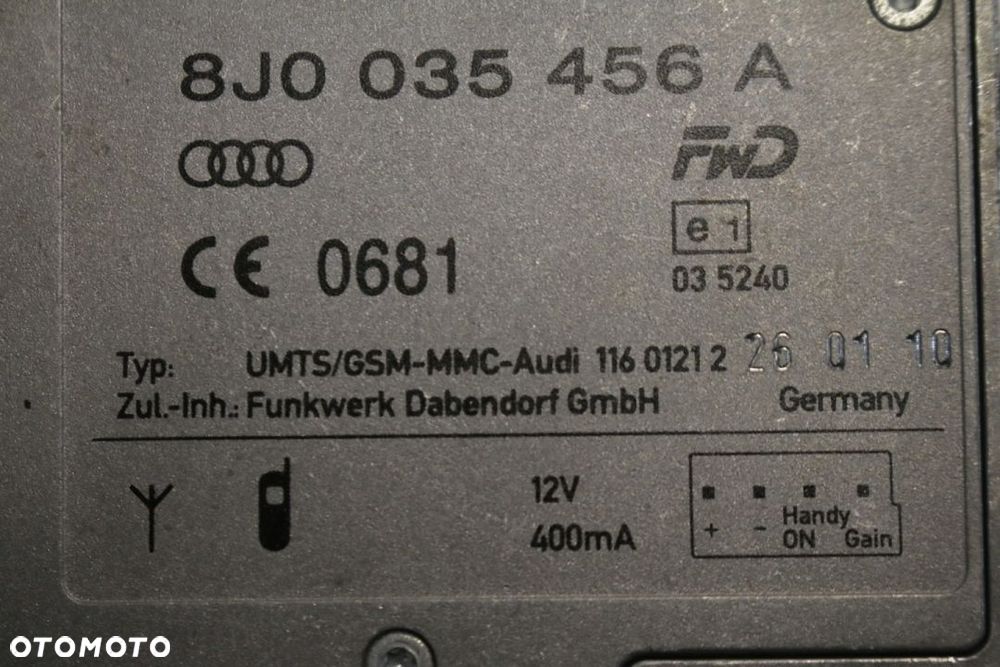 8J0 035 456 A
FWD
e 1
CE 0681
03 5240
Typ: UMTS/GSM-MMC-Audi 116 0121 2 26 01 10
Zul.-Inh.: Funkwerk Dabendorf GmbH Germany
12V
400mA
+ - Handy ON Gain
OTOMOTO